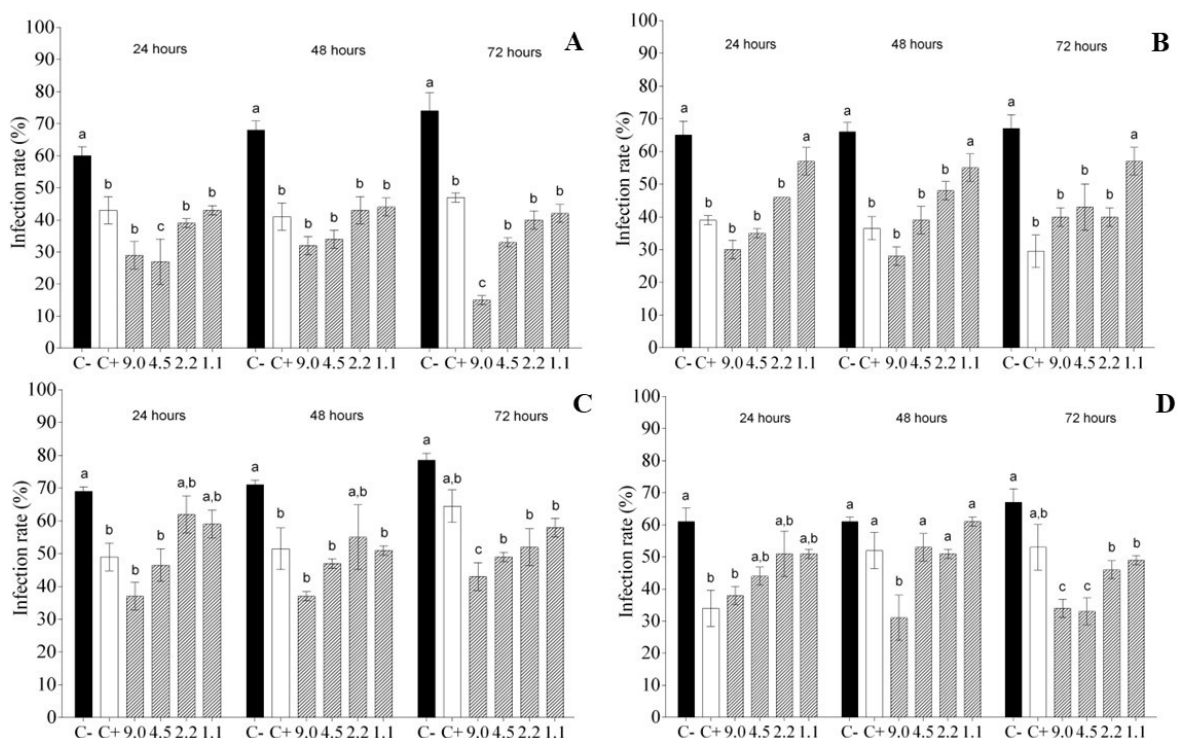 A
24 hours 48 hours 72 hours
Infection rate (%)
100
90
80
70
60
50
40
30
20
10
0
a b b c b b
a b b b b b
a b c b b b
C- C+ 9.0 4.5 2.2 1.1 C- C+ 9.0 4.5 2.2 1.1 C- C+ 9.0 4.5 2.2 1.1
B
24 hours 48 hours 72 hours
Infection rate (%)
100
90
80
70
60
50
40
30
20
10
0
a b b b b a
a b b b b a
a b b b b a
C- C+ 9.0 4.5 2.2 1.1 C- C+ 9.0 4.5 2.2 1.1 C- C+ 9.0 4.5 2.2 1.1
C
24 hours 48 hours 72 hours
Infection rate (%)
100
90
80
70
60
50
40
30
20
10
0
a b b b a,b a,b
a b b b a,b b
a a,b c b b b
C- C+ 9.0 4.5 2.2 1.1 C- C+ 9.0 4.5 2.2 1.1 C- C+ 9.0 4.5 2.2 1.1
D
24 hours 48 hours 72 hours
Infection rate (%)
100
90
80
70
60
50
40
30
20
10
0
a b b a,b a,b a,b
a a b a a a
a a,b c c b b
C- C+ 9.0 4.5 2.2 1.1 C- C+ 9.0 4.5 2.2 1.1 C- C+ 9.0 4.5 2.2 1.1